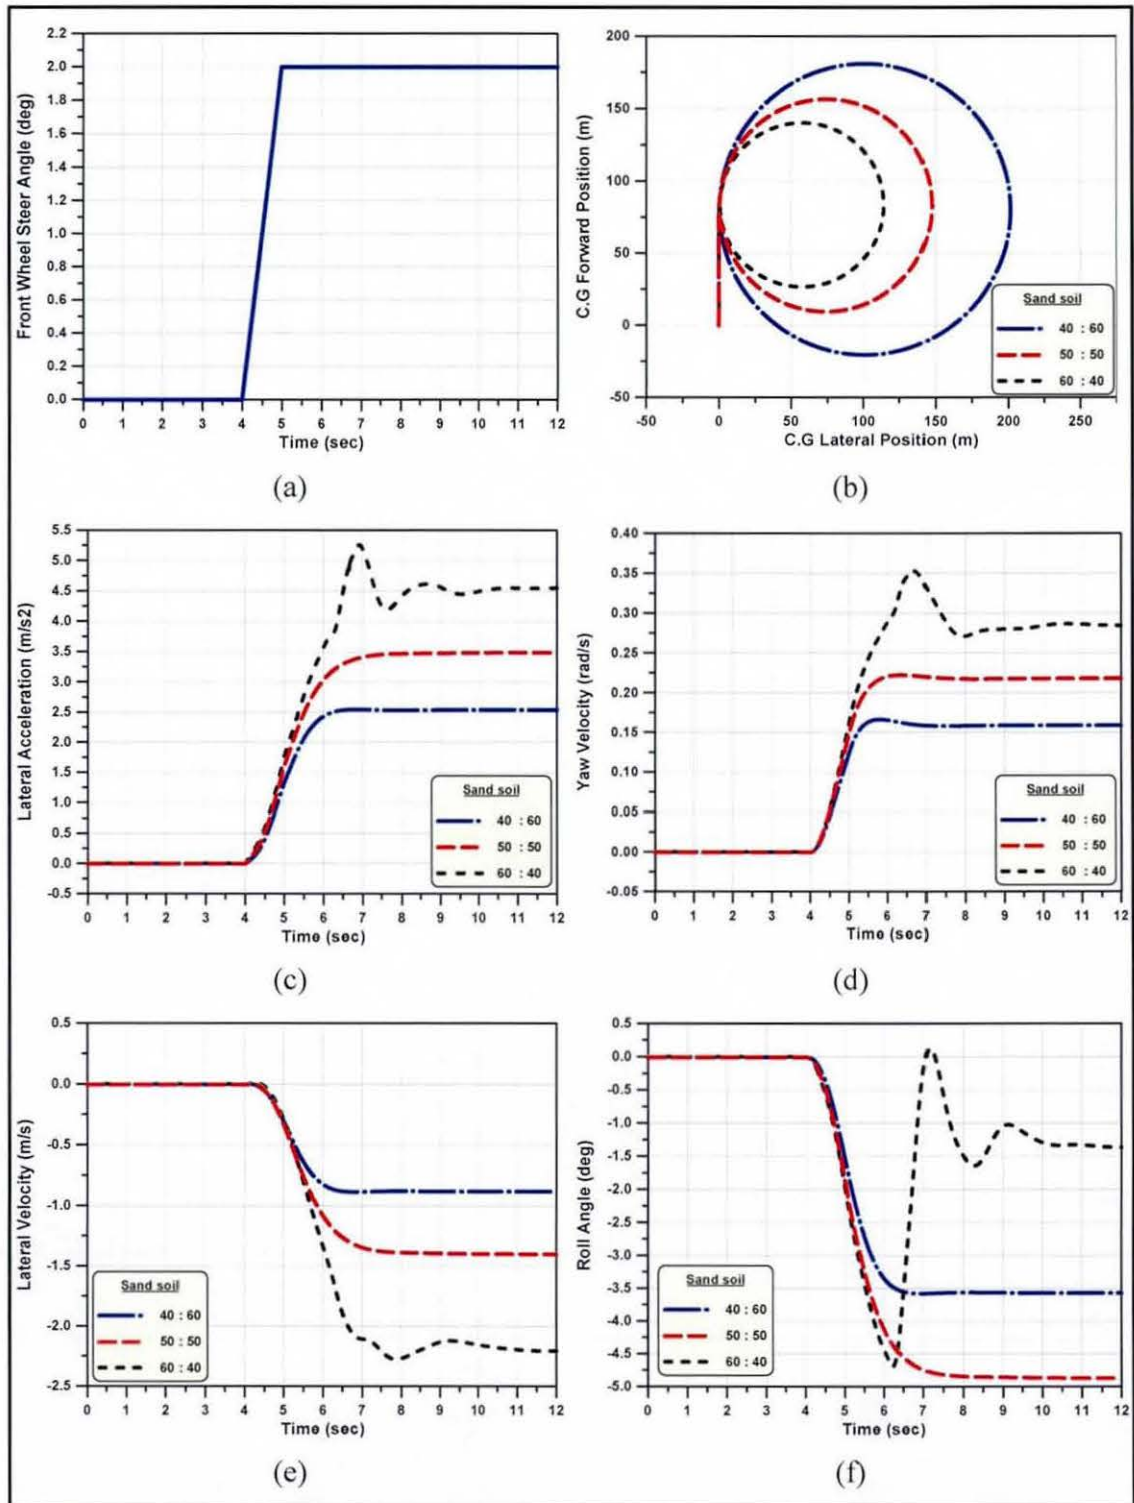 2.2
2.0
1.8
1.6
1.4
1.2
1.0
0.8
0.6
0.4
0.2
0.0
Front Wheel Steer Angle (deg)
0 1 2 3 4 5 6 7 8 9 10 11 12
Time (sec)
(a)
200
150
100
50
0
-50
C.G Forward Position (m)
-50 0 50 100 150 200 250
C.G Lateral Position (m)
Sand soil
40 : 60
50 : 50
60 : 40
(b)
5.5
5.0
4.5
4.0
3.5
3.0
2.5
2.0
1.5
1.0
0.5
0.0
-0.5
Lateral Acceleration (m/s2)
0 1 2 3 4 5 6 7 8 9 10 11 12
Time (sec)
Sand soil
40 : 60
50 : 50
60 : 40
(c)
0.40
0.35
0.30
0.25
0.20
0.15
0.10
0.05
0.00
-0.05
Yaw Velocity (rad/s)
0 1 2 3 4 5 6 7 8 9 10 11 12
Time (sec)
Sand soil
40 : 60
50 : 50
60 : 40
(d)
0.5
0.0
-0.5
-1.0
-1.5
-2.0
-2.5
Lateral Velocity (m/s)
0 1 2 3 4 5 6 7 8 9 10 11 12
Time (sec)
Sand soil
40 : 60
50 : 50
60 : 40
(e)
0.5
0.0
-0.5
-1.0
-1.5
-2.0
-2.5
-3.0
-3.5
-4.0
-4.5
-5.0
Roll Angle (deg)
0 1 2 3 4 5 6 7 8 9 10 11 12
Time (sec)
Sand soil
40 : 60
50 : 50
60 : 40
(f)